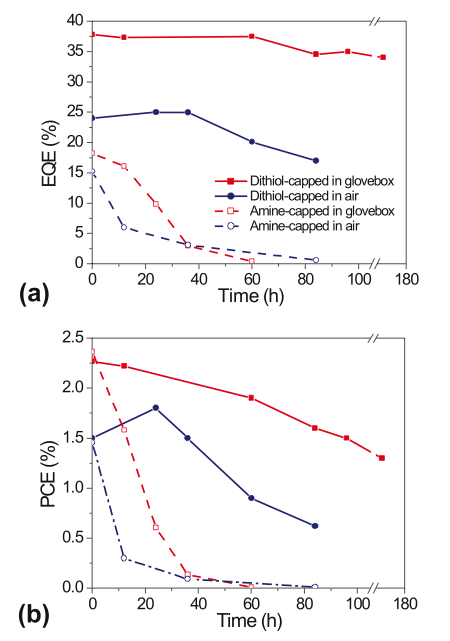 40
35
30
25
20
15
10
5
0
EQE (%)
Dithiol-capped in glovebox
Dithiol-capped in air
Amine-capped in glovebox
Amine-capped in air
0 20 40 60 80 100 180
Time (h)
(a)
2.5
2.0
1.5
1.0
0.5
0.0
PCE (%)
0 20 40 60 80 100 180
Time (h)
(b)